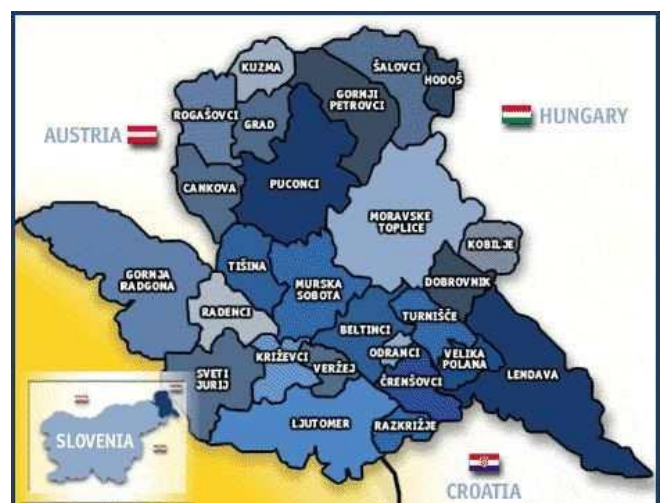 KUZMA
ŠALOVCI
HODOŠ
GORNJI
PETROVCI
ROGAŠOVCI
GRAD
AUSTRIA
HUNGARY
CANKOVA
PUCONCI
MORAVSKE
TOPLICE
KOBILJE
TIŠINA
GORNJA
RADGONA
MURSKA
SOBOTA
DOBROVNIK
RADENCI
TURNIŠČE
BELTINCI
ODRANCI
VELIKA
POLANA
KRIŽEVCI
VERŽEJ
SVETI
JURIJ
ČRENŠOVCI
LENDAVA
LJUTOMER
RAZKRIŽJE
SLOVENIA
CROATIA